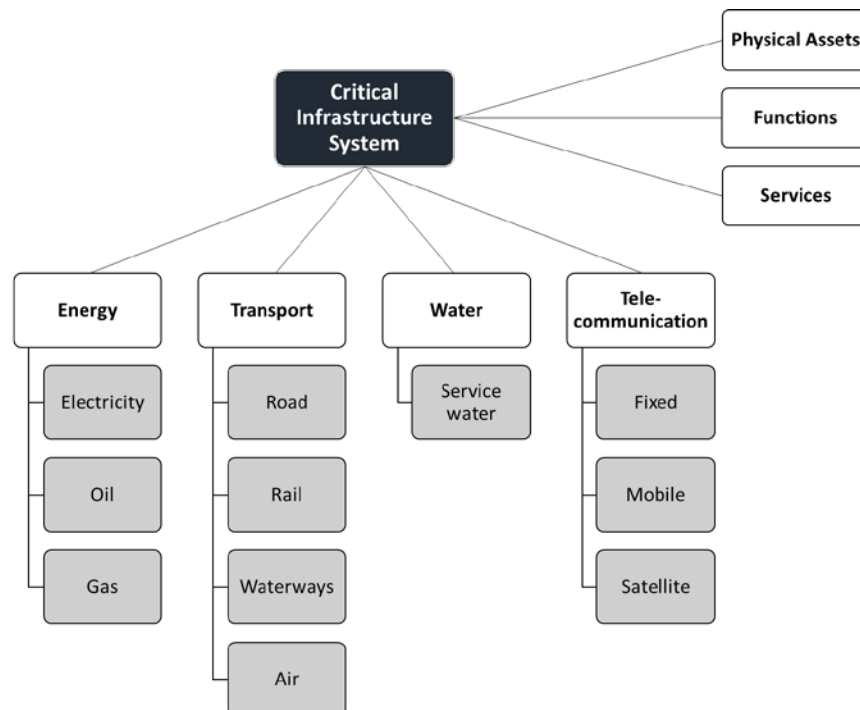 Physical Assets
Critical
Infrastructure
System
Functions
Services
Energy
Transport
Water
Tele-
communication
Electricity
Road
Service
water
Fixed
Oil
Rail
Mobile
Gas
Waterways
Satellite
Air